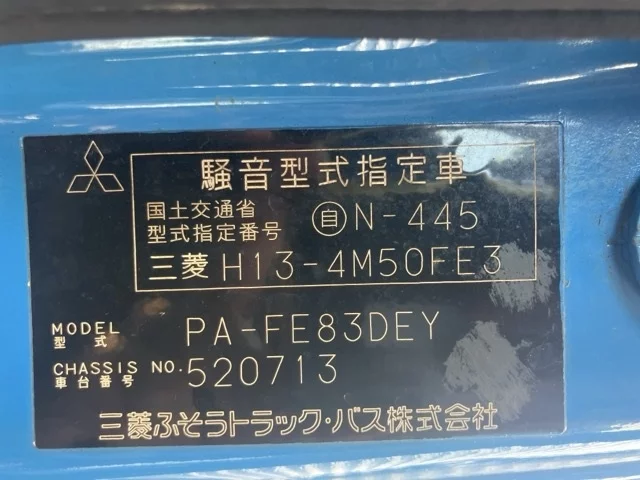 騒音型式指定車
国土交通省
型式指定番号 自N-445
三菱 H13-4M50FE3
MODEL
型式 PA-FE83DEY
CHASSIS NO.
車台番号 520713
三菱ふそうトラック・バス株式会社